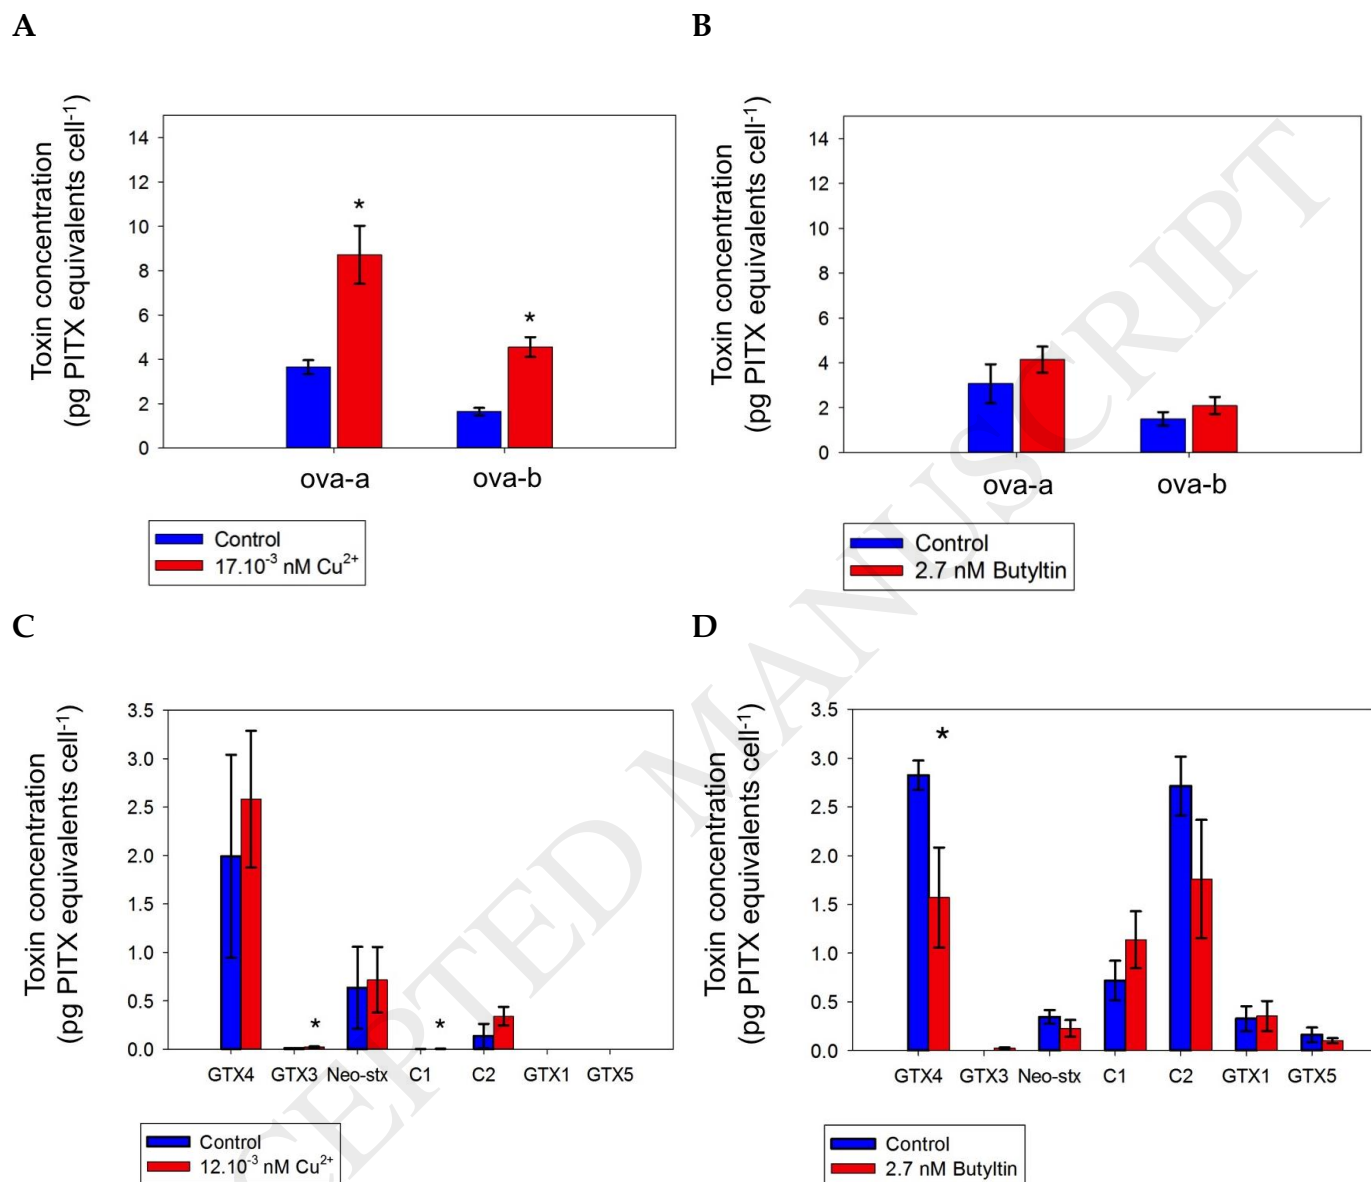 A
B
Toxin concentration
(pg PITX equivalents cell-1)
14
12
10
8
6
4
2
0
*
*
ova-a
ova-b
Control
17.10-3 nM Cu2+
Toxin concentration
(pg PITX equivalents cell-1)
14
12
10
8
6
4
2
0
ova-a
ova-b
Control
2.7 nM Butyltin
C
D
Toxin concentration
(pg PITX equivalents cell-1)
3.5
3.0
2.5
2.0
1.5
1.0
0.5
0.0
*
*
GTX4 GTX3 Neo-stx C1 C2 GTX1 GTX5
Control
12.10-3 nM Cu2+
Toxin concentration
(pg PITX equivalents cell-1)
3.5
3.0
2.5
2.0
1.5
1.0
0.5
0.0
*
GTX4 GTX3 Neo-stx C1 C2 GTX1 GTX5
Control
2.7 nM Butyltin
CEPTED MANUSCRIPT